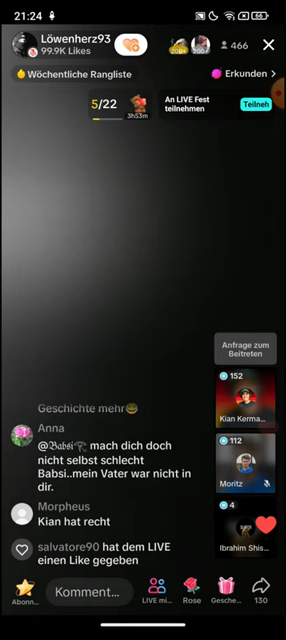 21:24
66
Löwenherz93
99.9K Likes
466
Wöchentliche Rangliste
Erkunden >
5/22
3h53m
An LIVE Fest
teilnehmen
Teilneh
Anfrage zum
Beitreten
152
Kian Kerma...
112
Moritz
4
Ibrahim Shis...
Geschichte mehr😂
Anna
@𝔅𝔞𝔟𝔰𝔦 mach dich doch
nicht selbst schlecht
Babsi..mein Vater war nicht in
dir.
Morpheus
Kian hat recht
salvatore90 hat dem LIVE
einen Like gegeben
Abonn...
Komment...
LIVE mi...
Rose
Gesche...
130